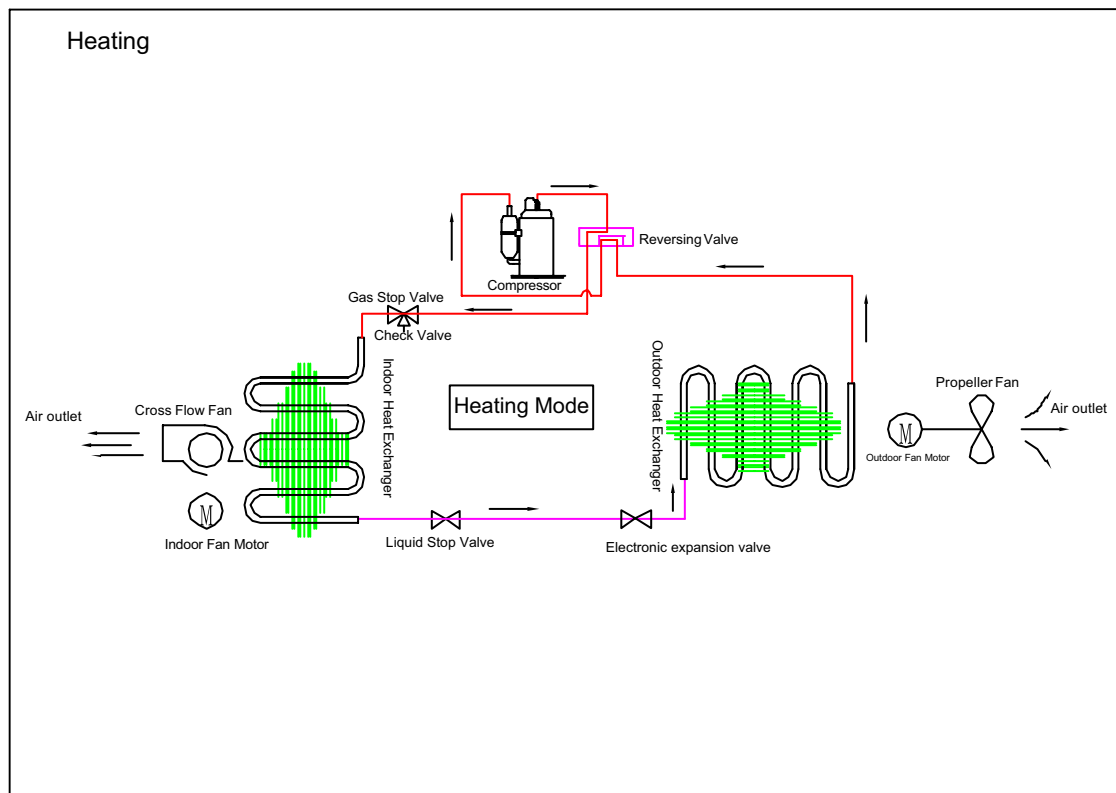 Heating
Reversing Valve
Compressor
Gas Stop Valve
Check Valve
Indoor Heat Exchanger
Heating Mode
Outdoor Heat Exchanger
Propeller Fan
Air outlet
Cross Flow Fan
Air outlet
M
Outdoor Fan Motor
M
Indoor Fan Motor
Liquid Stop Valve
Electronic expansion valve